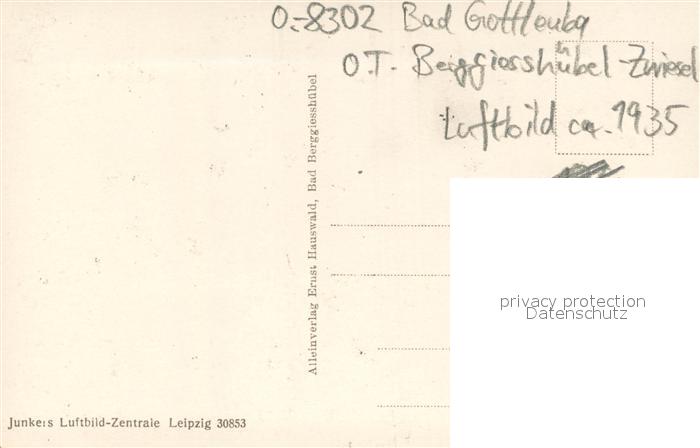 O.-8302 Bad Gottleuba
O.T. Berggiesshübel-Zwiesel
Luftbild ca. 1935
Alleinverlag Ernst Hauswald, Bad Berggiesshübel
privacy protection
Datenschutz
Junkers Luftbild-Zentrale Leipzig 30853